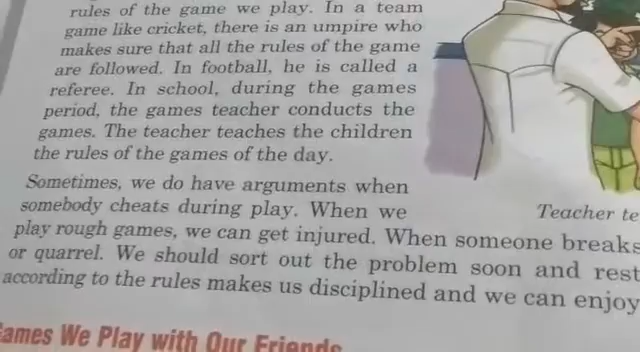 rules of the game we play. In a team
game like cricket, there is an umpire who
makes sure that all the rules of the game
are followed. In football, he is called a
referee. In school, during the games
period, the games teacher conducts the
games. The teacher teaches the children
the rules of the games of the day.
Sometimes, we do have arguments when
somebody cheats during play. When we
play rough games, we can get injured. When someone breaks
or quarrel. We should sort out the problem soon and rest
according to the rules makes us disciplined and we can enjoy
Teacher te
ames We Play with Our Friends